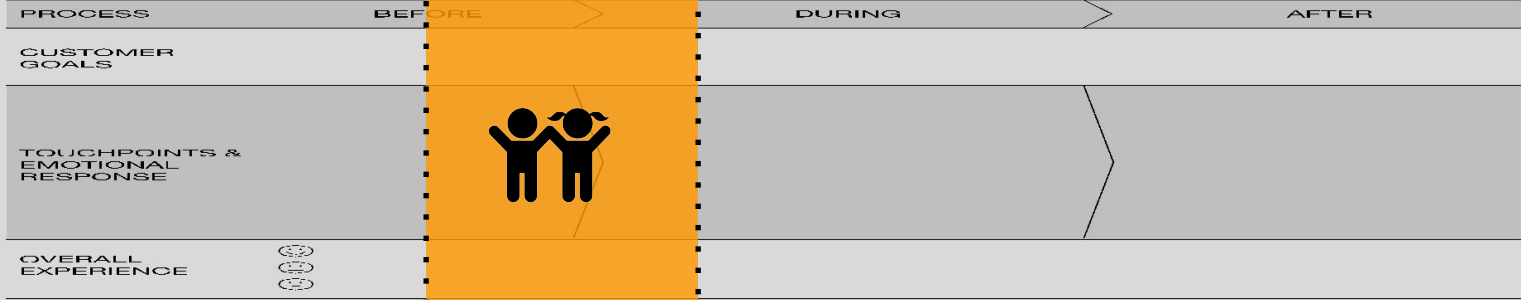 PROCESS BEFORE DURING AFTER
CUSTOMER
GOALS
TOUCHPOINTS &
EMOTIONAL
RESPONSE
OVERALL
EXPERIENCE